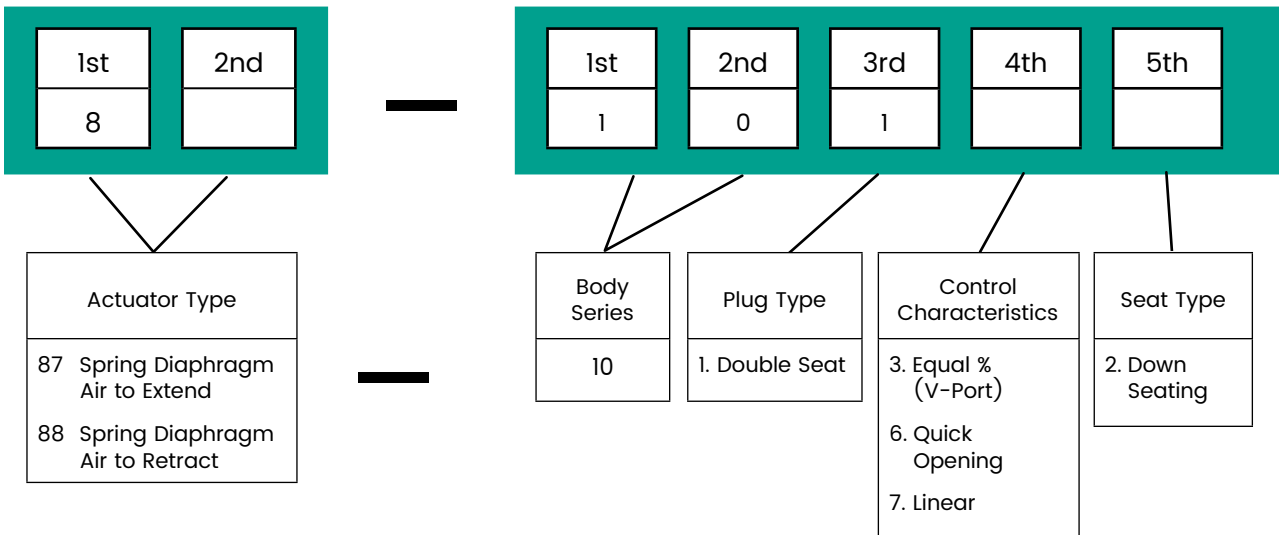 1st 2nd 1st 2nd 3rd 4th 5th
8 1 0 1
Actuator Type
87 Spring Diaphragm
Air to Extend
88 Spring Diaphragm
Air to Retract
Body
Series
10
Plug Type
1. Double Seat
Control
Characteristics
3. Equal %
(V-Port)
6. Quick
Opening
7. Linear
Seat Type
2. Down
Seating